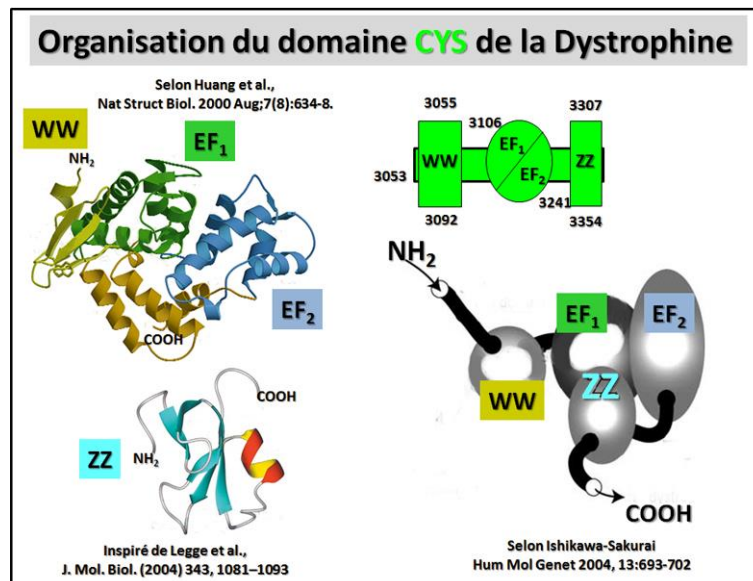 Organisation du domaine CYS de la Dystrophine
Selon Huang et al.,
Nat Struct Biol. 2000 Aug;7(8):634-8.
WW
NH2
EF1
EF2
COOH
3055
3307
3106
WW
EF1
EF2
ZZ
3053
3092
3241
3354
NH2
EF1
EF2
ZZ
WW
COOH
ZZ
NH2
COOH
Inspiré de Legge et al.,
J. Mol. Biol. (2004) 343, 1081–1093
Selon Ishikawa-Sakurai
Hum Mol Genet 2004, 13:693-702